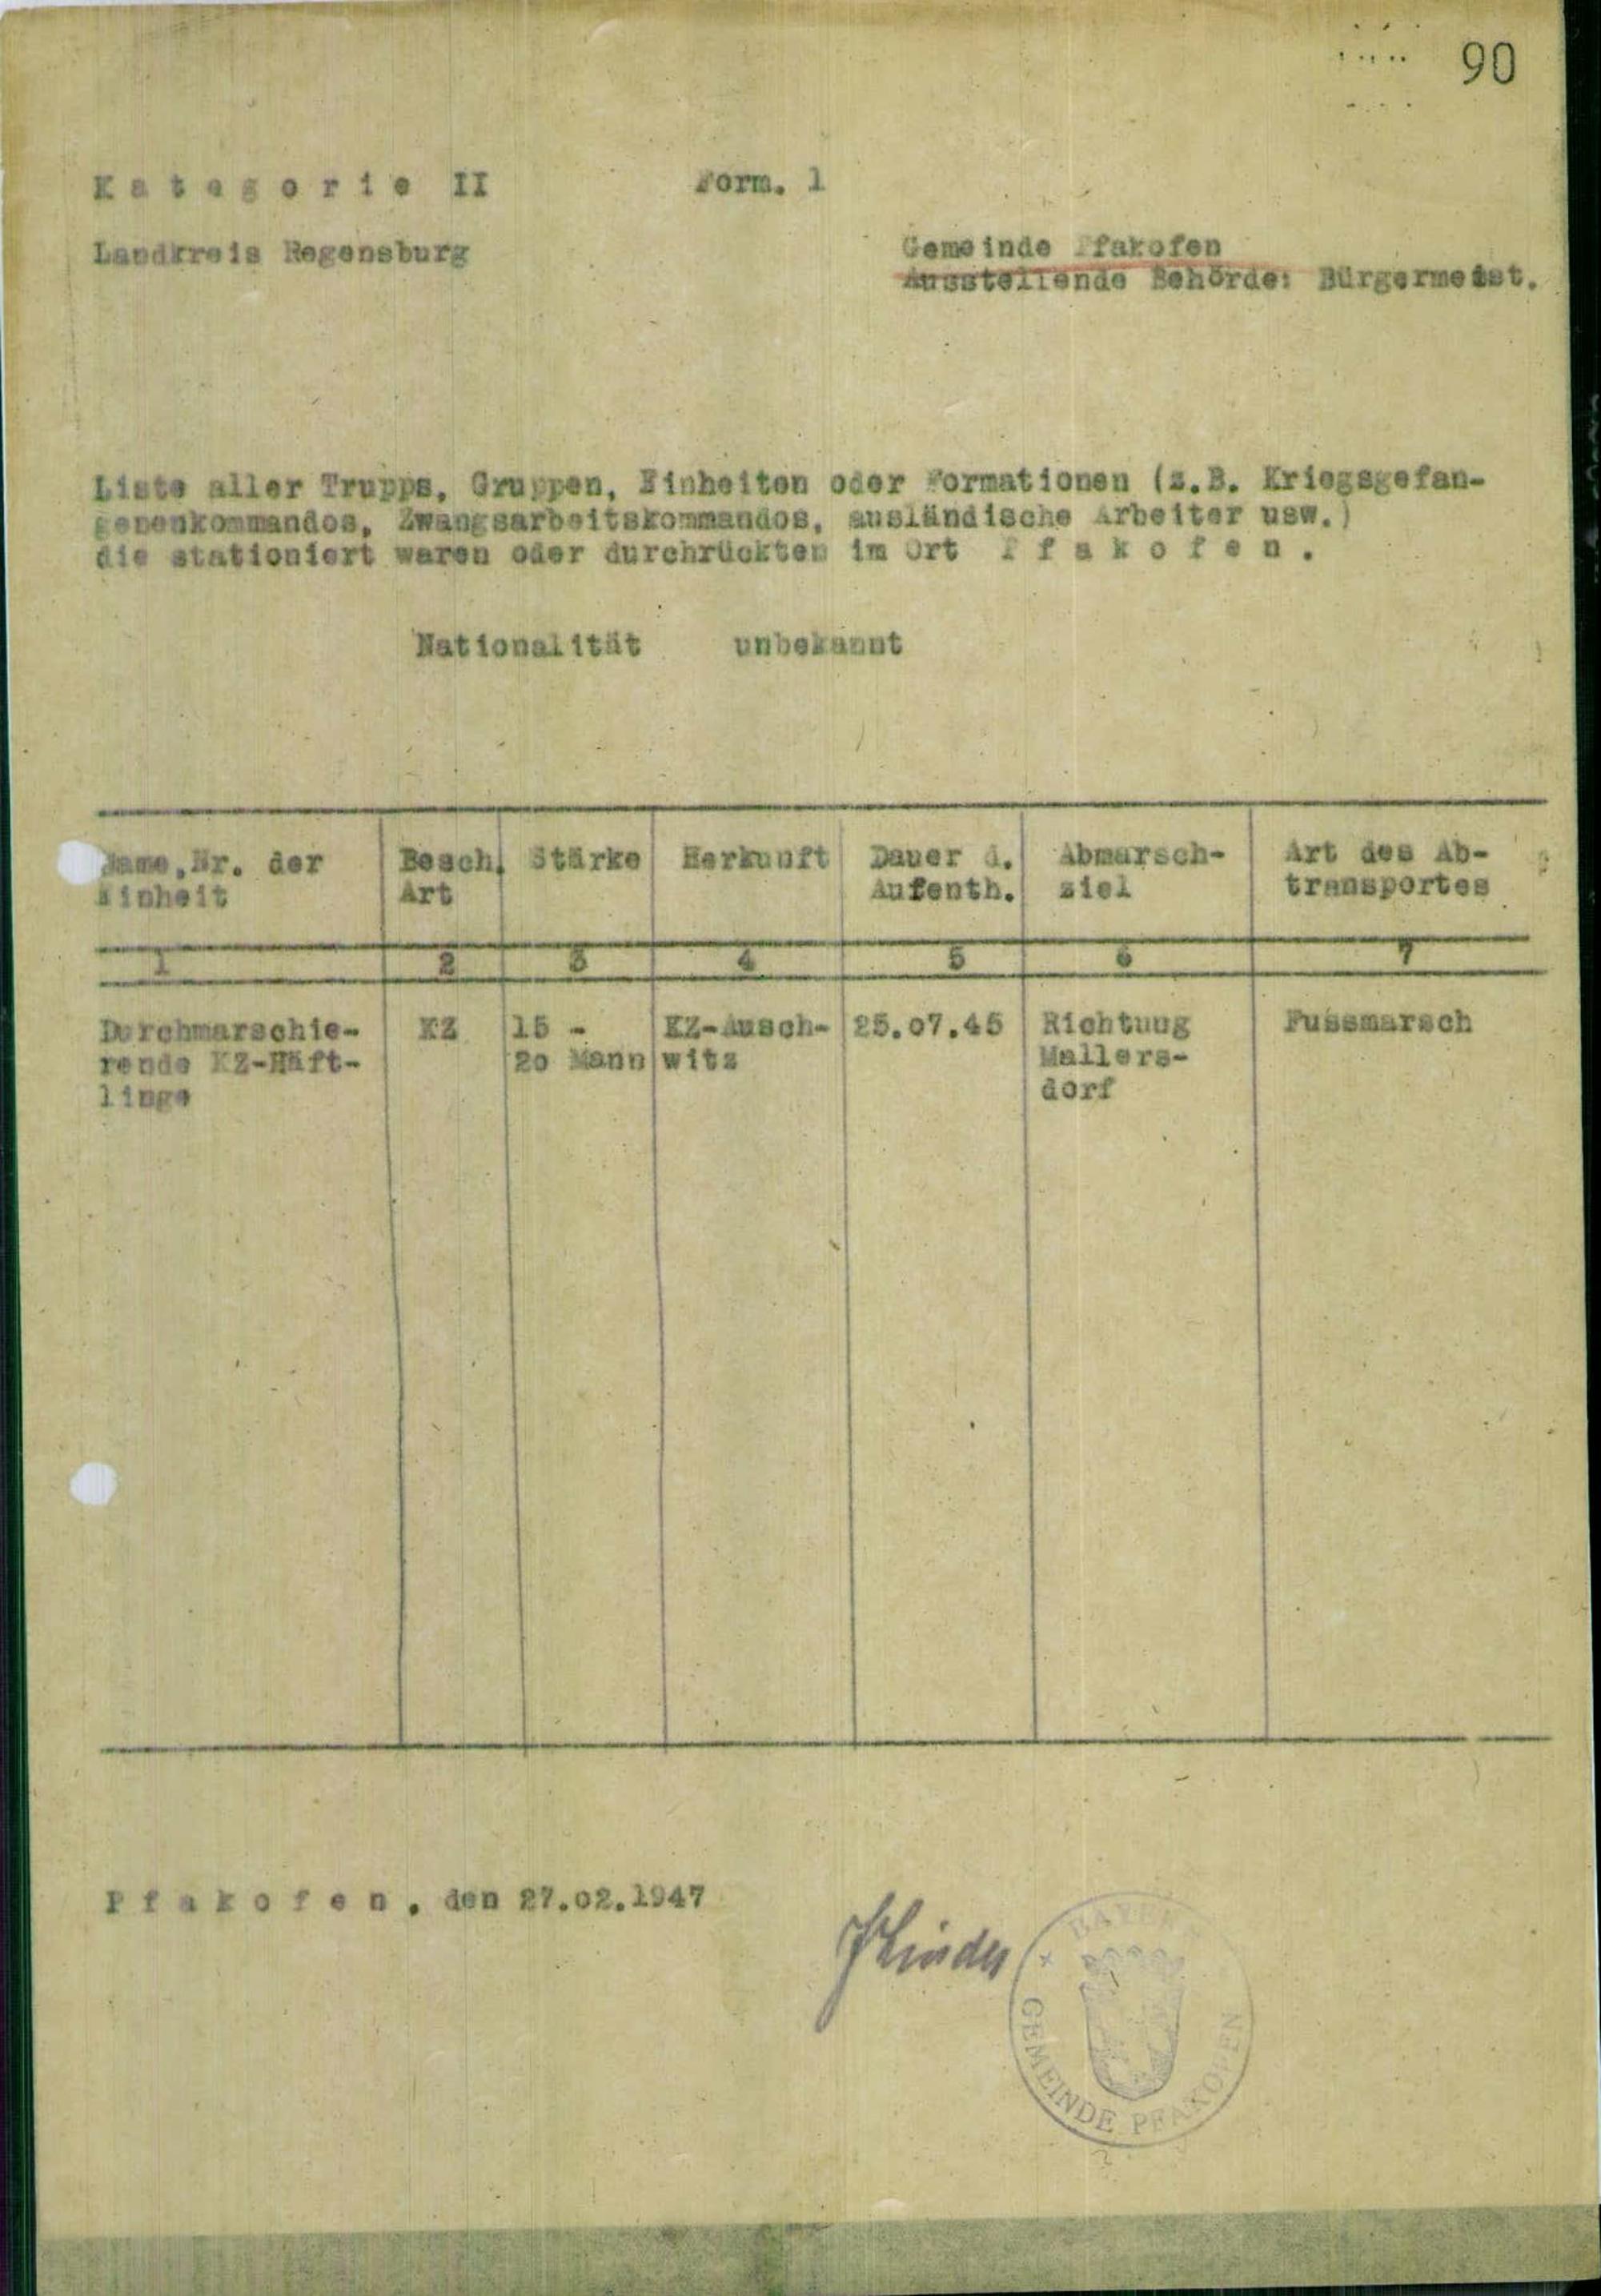 90
K a t e g o r i e  II    Form. 1
Landkreis Regensburg
Gemeinde Pfakofen
Ausstellende Behörde: Bürgermeist.
Liste aller Trupps, Gruppen, Einheiten oder Formationen (z.B. Kriegsgefan-
genenkommandos, Zwangsarbeitskommandos, ausländische Arbeiter usw.)
die stationiert waren oder durchrückten im Ort P f a k o f e n .
Nationalität    unbekannt
Name,Nr. der Besch. Stärke Herkunft Dauer d. Abmarsch- Art des Ab-
Einheit Art Aufenth. ziel transportes
1 2 3 4 5 6 7
Durchmarschie- KZ 15 - KZ-Ausch- 25.07.45 Richtung Fussmarsch
rende KZ-Häft- 20 Mann witz Mallers-
linge dorf
P f a k o f e n , den 27.02.1947
BAYERN
GEMEINDE PFAKOFEN